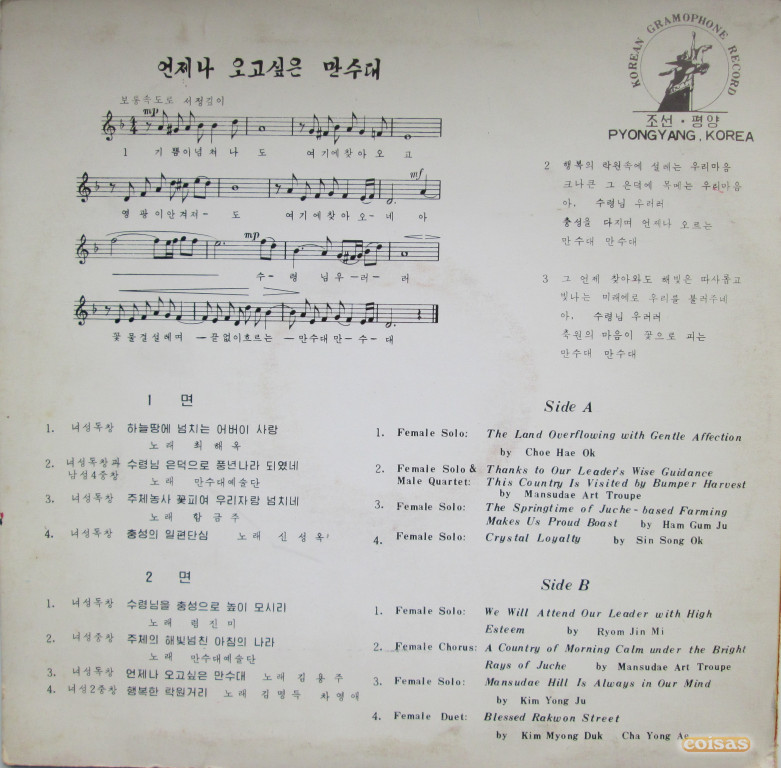 언제나 오고싶은 만수대
KOREAN GRAMOPHONE RECORD
조선·평양
PYONGYANG, KOREA
보통속도로 서정깊이
mp
1 기쁨이넘쳐 나 도 여기에찾아 오 고
mf
영광이안겨저- 도 여기에찾아 오-네 아
mp
수-령 님우-러-러
꽃물결설레며 -끝없이흐르는 -만수대만-수-대
2 행복의 락원속에 설레는 우리마음
크나큰 그 은덕에 목메는 우리마음
아, 수령님 우러러
충성을 다지며 언제나 오르는
만수대 만수대
3 그 언제 찾아와도 해빛은 따사롭고
빛나는 미래에로 우리를 불러주네
아, 수령님 우러러
축원의 마음이 꽃으로 피는
만수대 만수대
1 면
1. 녀성독창 하늘땅에 넘치는 어버이 사랑
노래 최해옥
2. 녀성독창과 남성4중창 수령님 은덕으로 풍년나라 되였네
노래 만수대예술단
3. 녀성독창 주체농사 꽃피여 우리자랑 넘치네
노래 함금주
4. 녀성독창 충성의 일편단심 노래 신성옥
2 면
1. 녀성독창 수령님을 충성으로 높이 모시리
노래 렴진미
2. 녀성중창 주체의 해빛넘친 아침의 나라
노래 만수대예술단
3. 녀성독창 언제나 오고싶은 만수대 노래 김용주
4. 녀성2중창 행복한 락원거리 노래 김명득 차영애
Side A
1. Female Solo: The Land Overflowing with Gentle Affection
by Choe Hae Ok
2. Female Solo & Thanks to Our Leader's Wise Guidance
Male Quartet: This Country Is Visited by Bumper Harvest
by Mansudae Art Troupe
3. Female Solo: The Springtime of Juche-based Farming
Makes Us Proud Boast by Ham Gum Ju
4. Female Solo: Crystal Loyalty by Sin Song Ok
Side B
1. Female Solo: We Will Attend Our Leader with High
Esteem by Ryom Jin Mi
2. Female Chorus: A Country of Morning Calm under the Bright
Rays of Juche by Mansudae Art Troupe
3. Female Solo: Mansudae Hill Is Always in Our Mind
by Kim Yong Ju
4. Female Duet: Blessed Rakwon Street
by Kim Myong Duk Cha Yong Ae
coisas